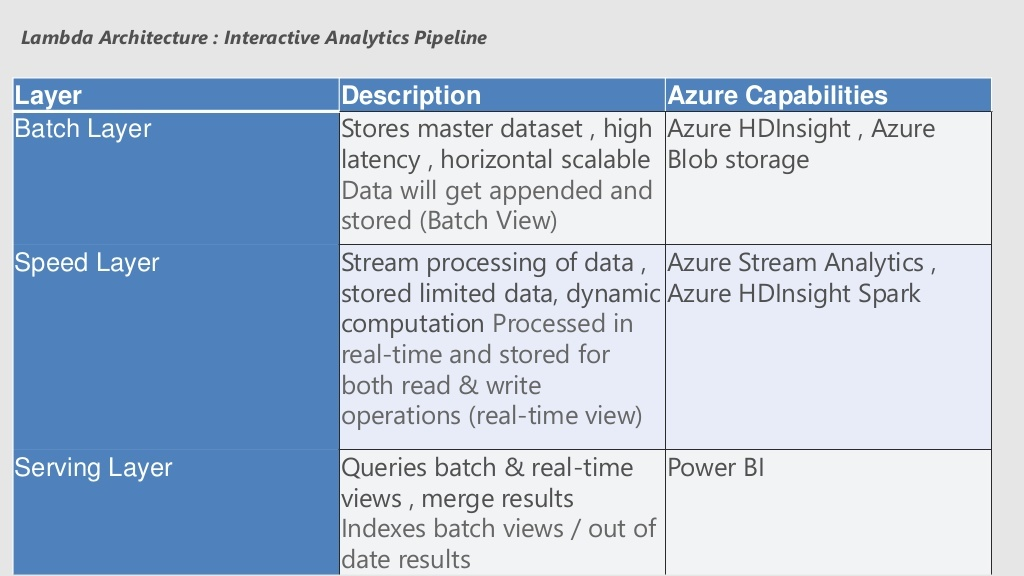 Lambda Architecture : Interactive Analytics Pipeline
Layer
Description
Azure Capabilities
Batch Layer
Stores master dataset , high
latency , horizontal scalable
Data will get appended and
stored (Batch View)
Azure HDInsight , Azure
Blob storage
Speed Layer
Stream processing of data ,
stored limited data, dynamic
computation Processed in
real-time and stored for
both read & write
operations (real-time view)
Azure Stream Analytics ,
Azure HDInsight Spark
Serving Layer
Queries batch & real-time
views , merge results
Indexes batch views / out of
date results
Power BI